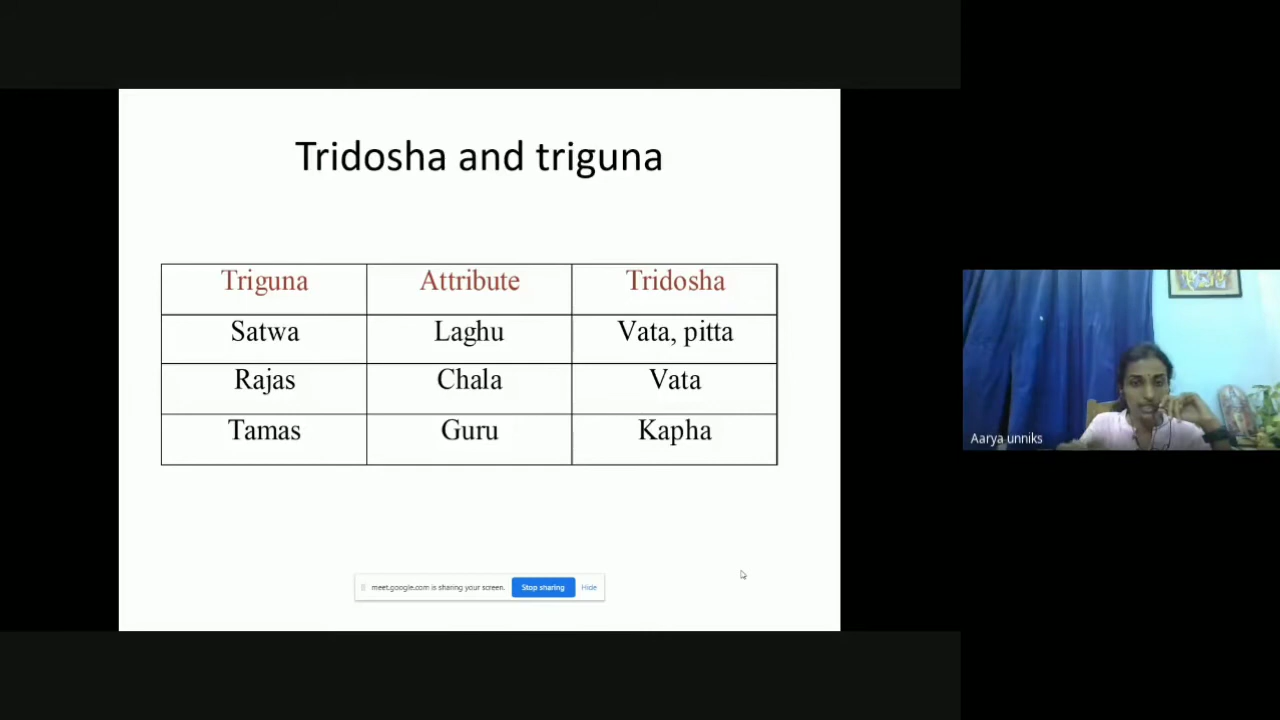 Tridosha and triguna
Triguna Attribute Tridosha
Satwa Laghu Vata, pitta
Rajas Chala Vata
Tamas Guru Kapha
meet.google.com is sharing your screen. Stop sharing Hide
Aarya unniks